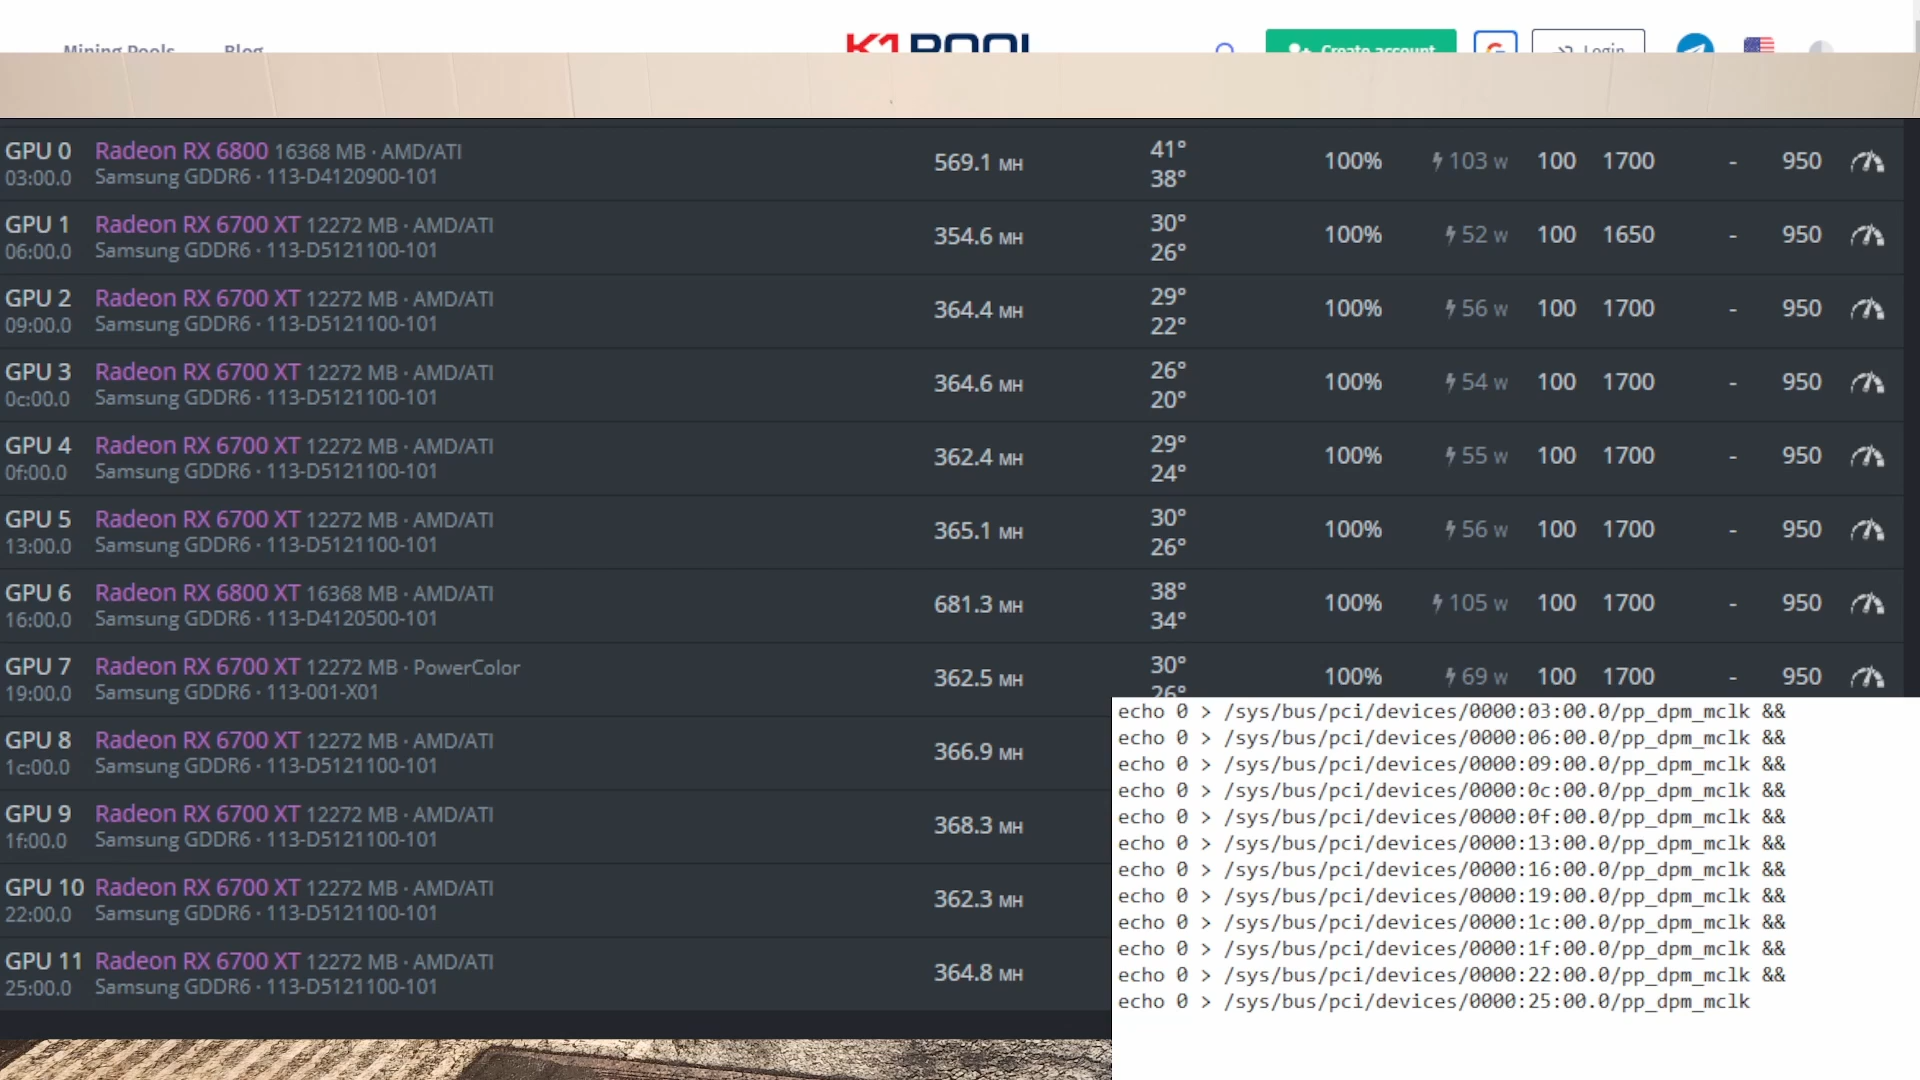 Mining Pools Blog K1 POOL Create account Login
GPU 0 Radeon RX 6800 16368 MB · AMD/ATI 569.1 MH 41° 100% 103 W 100 1700 - 950
03:00.0 Samsung GDDR6 · 113-D4120900-101 38°
GPU 1 Radeon RX 6700 XT 12272 MB · AMD/ATI 354.6 MH 30° 100% 52 W 100 1650 - 950
06:00.0 Samsung GDDR6 · 113-D5121100-101 26°
GPU 2 Radeon RX 6700 XT 12272 MB · AMD/ATI 364.4 MH 29° 100% 56 W 100 1700 - 950
09:00.0 Samsung GDDR6 · 113-D5121100-101 22°
GPU 3 Radeon RX 6700 XT 12272 MB · AMD/ATI 364.6 MH 26° 100% 54 W 100 1700 - 950
0c:00.0 Samsung GDDR6 · 113-D5121100-101 20°
GPU 4 Radeon RX 6700 XT 12272 MB · AMD/ATI 362.4 MH 29° 100% 55 W 100 1700 - 950
0f:00.0 Samsung GDDR6 · 113-D5121100-101 24°
GPU 5 Radeon RX 6700 XT 12272 MB · AMD/ATI 365.1 MH 30° 100% 56 W 100 1700 - 950
13:00.0 Samsung GDDR6 · 113-D5121100-101 26°
GPU 6 Radeon RX 6800 XT 16368 MB · AMD/ATI 681.3 MH 38° 100% 105 W 100 1700 - 950
16:00.0 Samsung GDDR6 · 113-D4120500-101 34°
GPU 7 Radeon RX 6700 XT 12272 MB · PowerColor 362.5 MH 30° 100% 69 W 100 1700 - 950
19:00.0 Samsung GDDR6 · 113-001-X01 26°
GPU 8 Radeon RX 6700 XT 12272 MB · AMD/ATI 366.9 MH
1c:00.0 Samsung GDDR6 · 113-D5121100-101
GPU 9 Radeon RX 6700 XT 12272 MB · AMD/ATI 368.3 MH
1f:00.0 Samsung GDDR6 · 113-D5121100-101
GPU 10 Radeon RX 6700 XT 12272 MB · AMD/ATI 362.3 MH
22:00.0 Samsung GDDR6 · 113-D5121100-101
GPU 11 Radeon RX 6700 XT 12272 MB · AMD/ATI 364.8 MH
25:00.0 Samsung GDDR6 · 113-D5121100-101
echo 0 > /sys/bus/pci/devices/0000:03:00.0/pp_dpm_mclk &&
echo 0 > /sys/bus/pci/devices/0000:06:00.0/pp_dpm_mclk &&
echo 0 > /sys/bus/pci/devices/0000:09:00.0/pp_dpm_mclk &&
echo 0 > /sys/bus/pci/devices/0000:0c:00.0/pp_dpm_mclk &&
echo 0 > /sys/bus/pci/devices/0000:0f:00.0/pp_dpm_mclk &&
echo 0 > /sys/bus/pci/devices/0000:13:00.0/pp_dpm_mclk &&
echo 0 > /sys/bus/pci/devices/0000:16:00.0/pp_dpm_mclk &&
echo 0 > /sys/bus/pci/devices/0000:19:00.0/pp_dpm_mclk &&
echo 0 > /sys/bus/pci/devices/0000:1c:00.0/pp_dpm_mclk &&
echo 0 > /sys/bus/pci/devices/0000:1f:00.0/pp_dpm_mclk &&
echo 0 > /sys/bus/pci/devices/0000:22:00.0/pp_dpm_mclk &&
echo 0 > /sys/bus/pci/devices/0000:25:00.0/pp_dpm_mclk